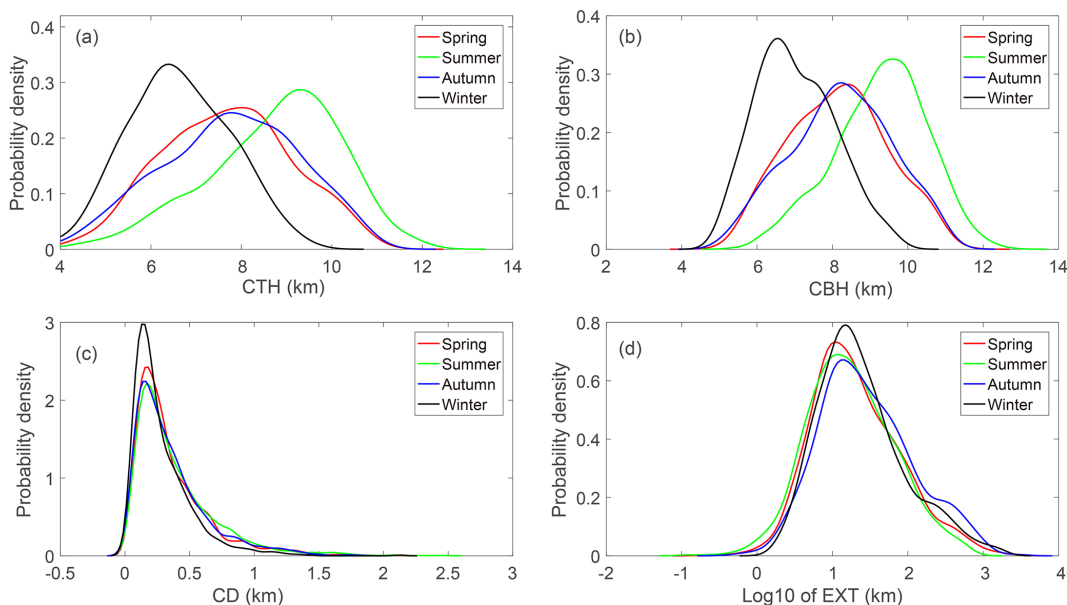 (a)
Spring
Summer
Autumn
Winter
Probability density
0.4
0.3
0.2
0.1
0
4 6 8 10 12 14
CTH (km)
(b)
Spring
Summer
Autumn
Winter
Probability density
0.4
0.3
0.2
0.1
0
2 4 6 8 10 12 14
CBH (km)
(c)
Spring
Summer
Autumn
Winter
Probability density
3
2
1
0
-0.5 0 0.5 1 1.5 2 2.5 3
CD (km)
(d)
Spring
Summer
Autumn
Winter
Probability density
0.8
0.6
0.4
0.2
0
-2 -1 0 1 2 3 4
Log10 of EXT (km)